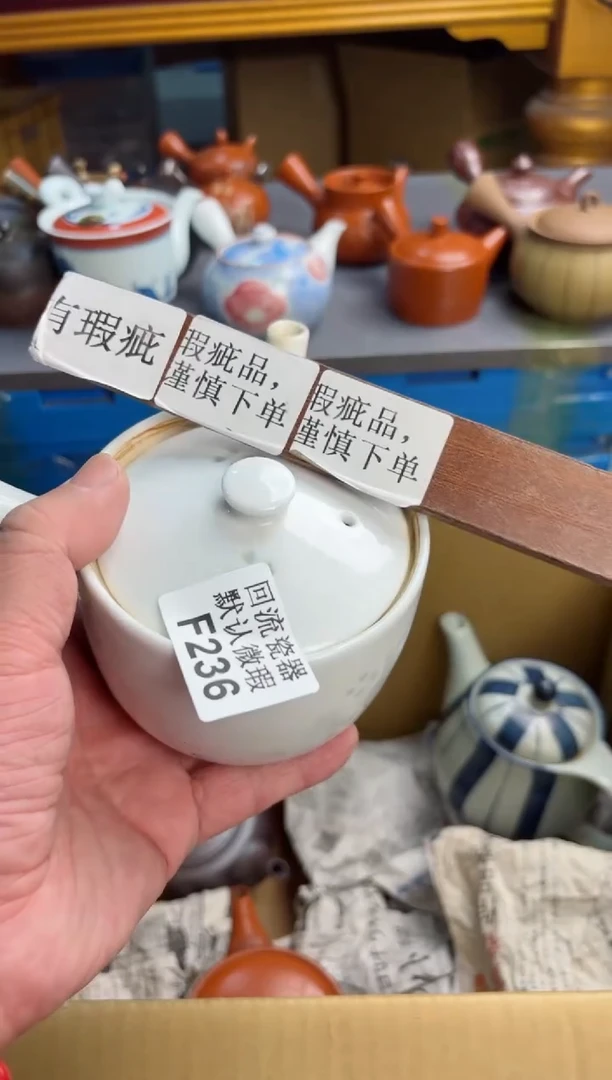 有瑕疵
瑕疵品，
谨慎下单
瑕疵品，
谨慎下单
回流瓷器
默认微瑕
F236